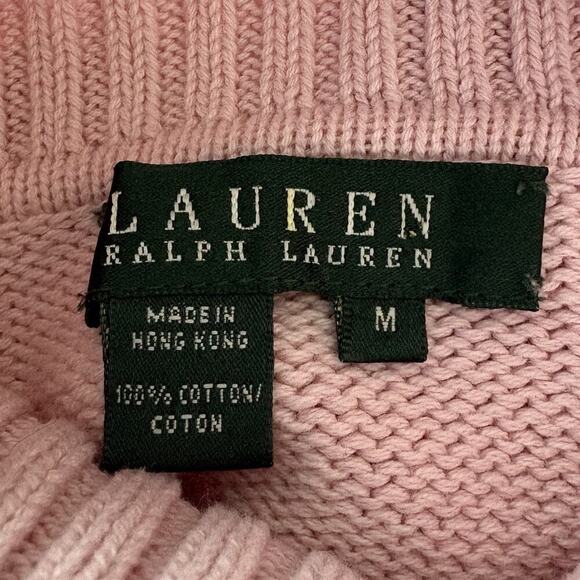 LAUREN
RALPH LAUREN
M
MADE IN
HONG KONG
100% COTTON/
COTON